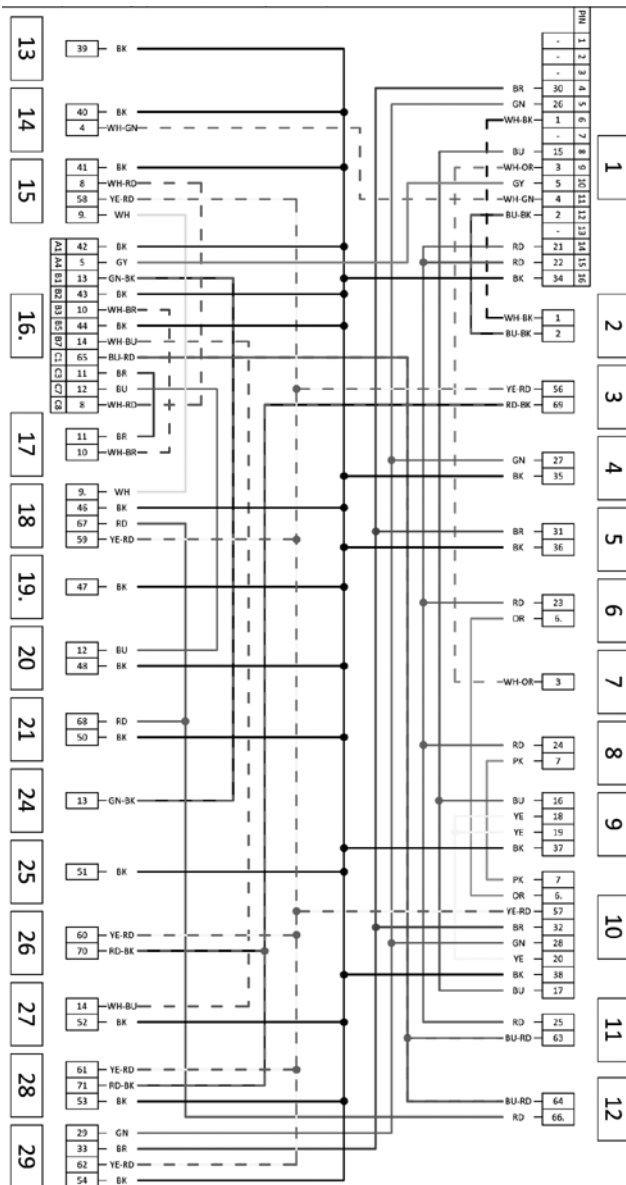 13
39 BK
14
40 BK
4 WH-GN
15
41 BK
8 WH-RD
58 YE-RD
9. WH
16.
A1 42 BK
A4 5 GY
B1 13 GN-BK
B2 43 BK
B3 10 WH-BR
B5 44 BK
B7 14 WH-BU
C1 65 BU-RD
C3 11 BR
C7 12 BU
C8 8 WH-RD
17
11 BR
10 WH-BR
18
9. WH
46 BK
67 RD
59 YE-RD
19.
47 BK
20
12 BU
48 BK
21
68 RD
50 BK
24
13 GN-BK
25
51 BK
26
60 YE-RD
70 RD-BK
27
14 WH-BU
52 BK
28
61 YE-RD
71 RD-BK
53 BK
29
29 GN
33 BR
62 YE-RD
54 BK
PIN
1
- 1
- 2
- 3
BR 30 4
GN 26 5
WH-BK 1 6
- 7
BU 15 8
WH-OR 3 9
GY 5 10
WH-GN 4 11
BU-BK 2 12
- 13
RD 21 14
RD 22 15
BK 34 16
2
WH-BK 1
BU-BK 2
3
YE-RD 56
RD-BK 69
4
GN 27
BK 35
5
BR 31
BK 36
6
RD 23
OR 6.
7
WH-OR 3
8
RD 24
PK 7
9
BU 16
YE 18
YE 19
BK 37
10
PK 7
OR 6.
YE-RD 57
BR 32
GN 28
YE 20
BK 38
BU 17
11
RD 25
BU-RD 63
12
BU-RD 64
RD 66.